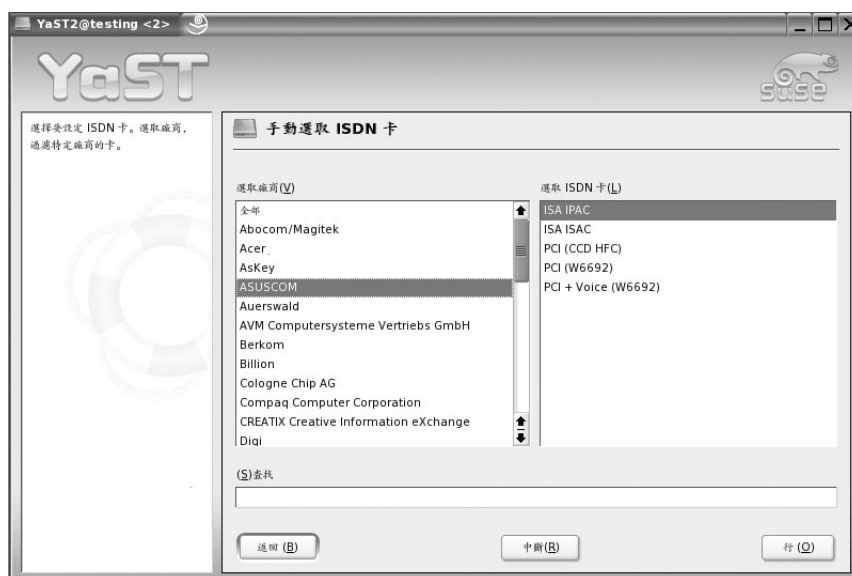 YaST2@testing <2>
YaST
SUSE
選擇要設定 ISDN 卡。選取廠商,
過濾特定廠商的卡。
手動選取 ISDN 卡
選取廠商(V)
全部
Abocom/Magitek
Acer
AsKey
ASUSCOM
Auerswald
AVM Computersysteme Vertriebs GmbH
Berkom
Billion
Cologne Chip AG
Compaq Computer Corporation
CREATIX Creative Information eXchange
Digi
選取 ISDN 卡(L)
ISA IPAC
ISA ISAC
PCI (CCD HFC)
PCI (W6692)
PCI + Voice (W6692)
(S)查找
返回 (B)
中斷(R)
行 (O)